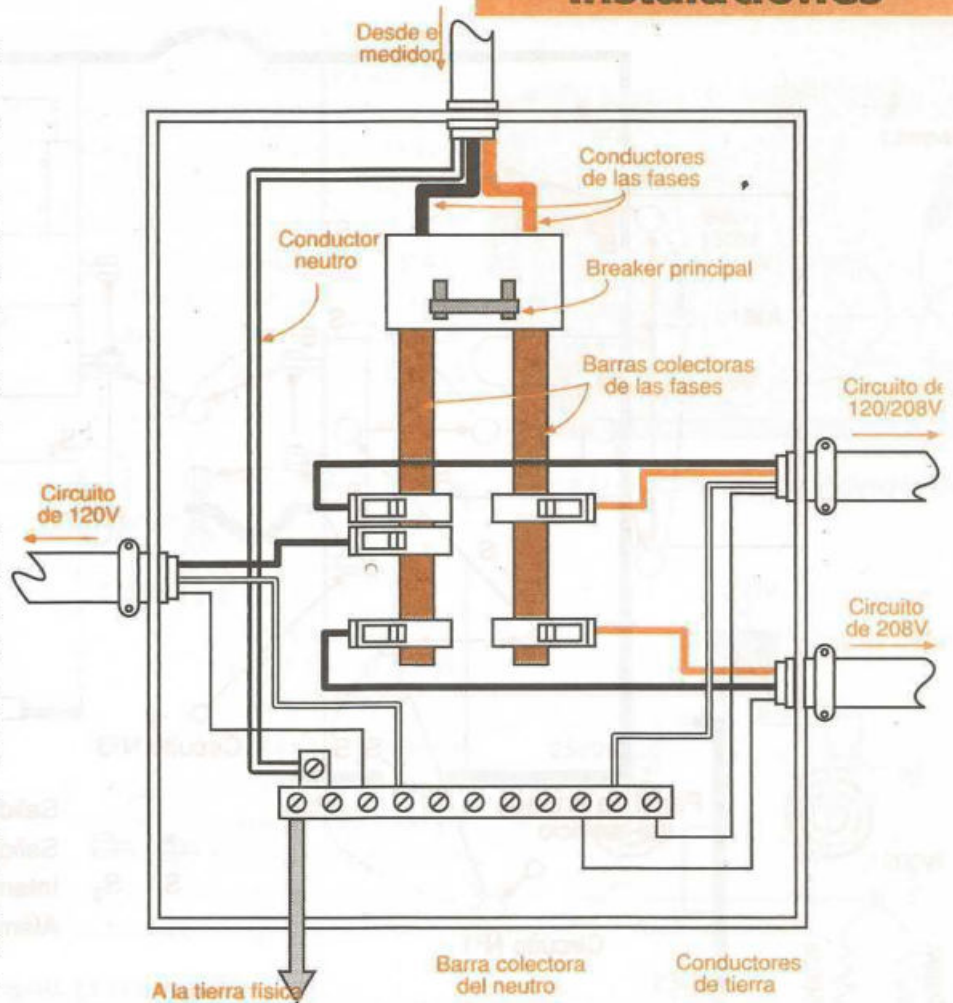 Instalaciones
Desde el
medidor
Conductores
de las fases
Conductor
neutro
Breaker principal
Barras colectoras
de las fases
Circuito de
120/208V
Circuito
de 120V
Circuito
de 208V
A la tierra física
Barra colectora
del neutro
Conductores
de tierra